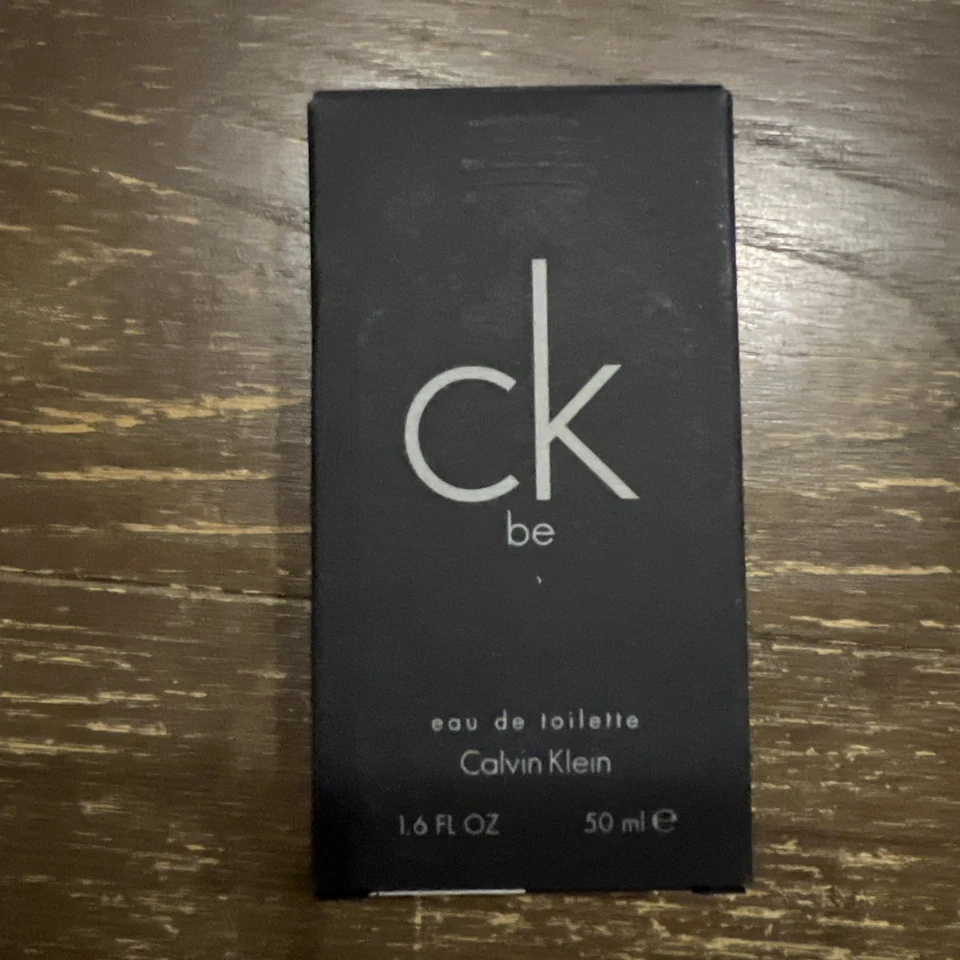 ck
be
eau de toilette
Calvin Klein
1.6 FL OZ 50 ml ℮